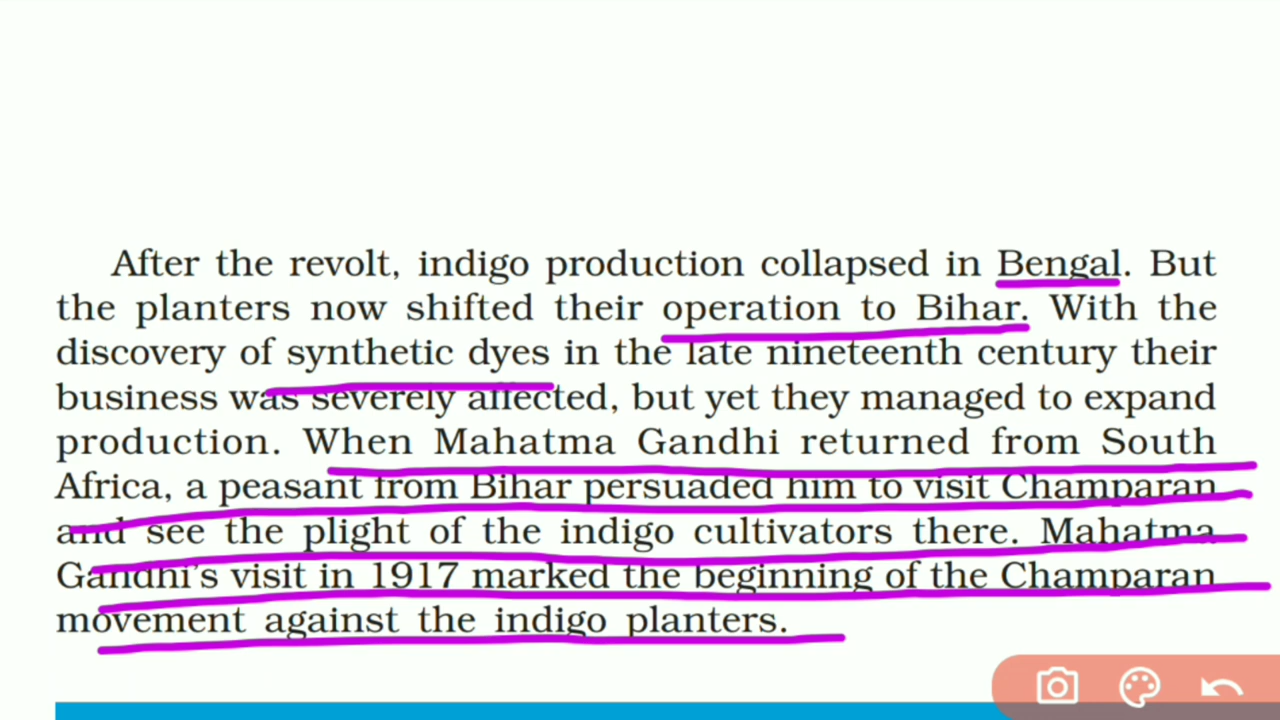 After the revolt, indigo production collapsed in Bengal. But
the planters now shifted their operation to Bihar. With the
discovery of synthetic dyes in the late nineteenth century their
business was severely affected, but yet they managed to expand
production. When Mahatma Gandhi returned from South
Africa, a peasant from Bihar persuaded him to visit Champaran
and see the plight of the indigo cultivators there. Mahatma
Gandhi's visit in 1917 marked the beginning of the Champaran
movement against the indigo planters.